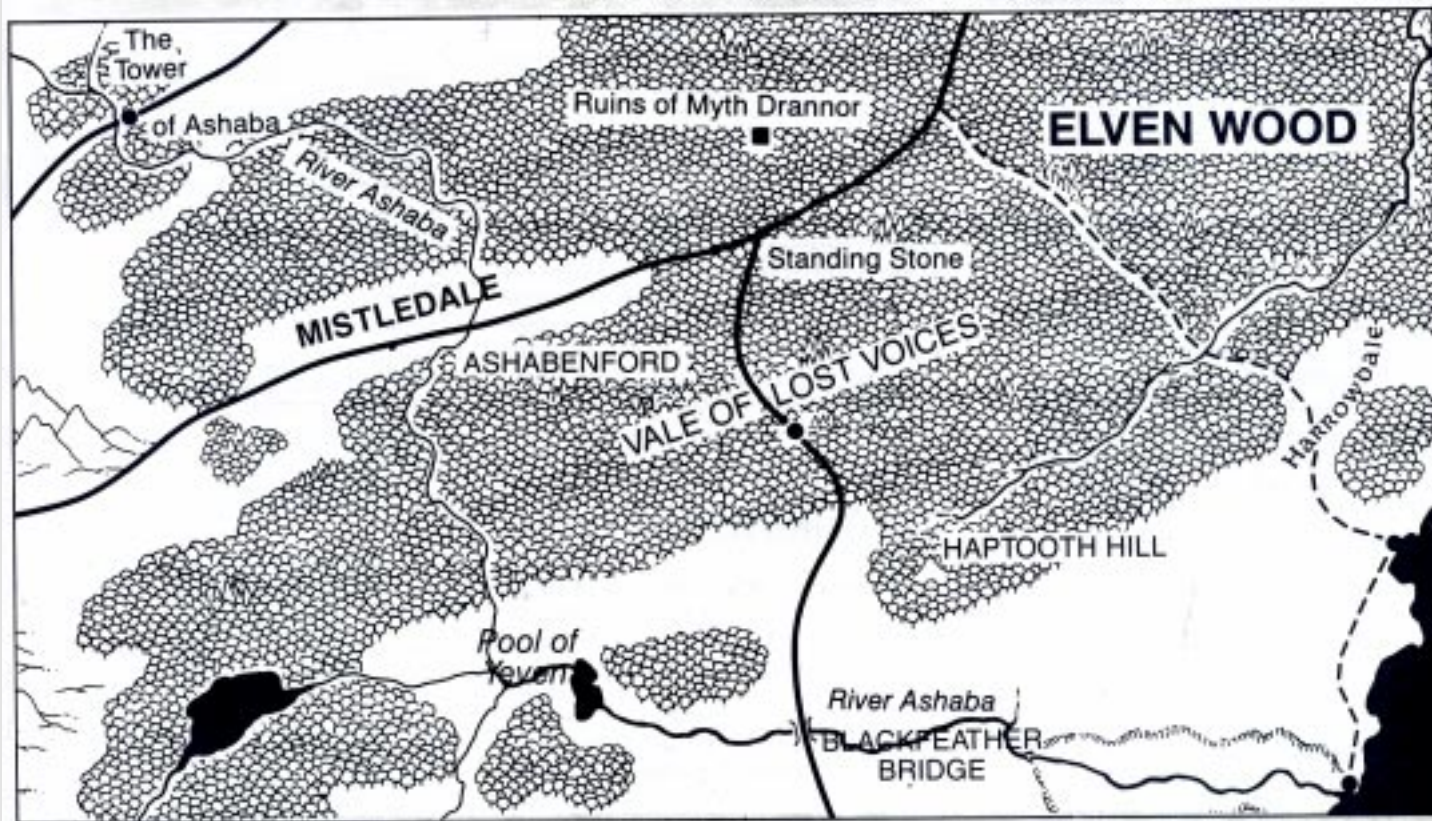 The
Tower
of Ashaba
Ruins of Myth Drannor
ELVEN WOOD
River Ashaba
Standing Stone
MISTLEDALE
ASHABENFORD
VALE OF LOST VOICES
HARROWDALE
HAPTOOTH HILL
Pool of
Yeven
River Ashaba
BLACKFEATHER
BRIDGE